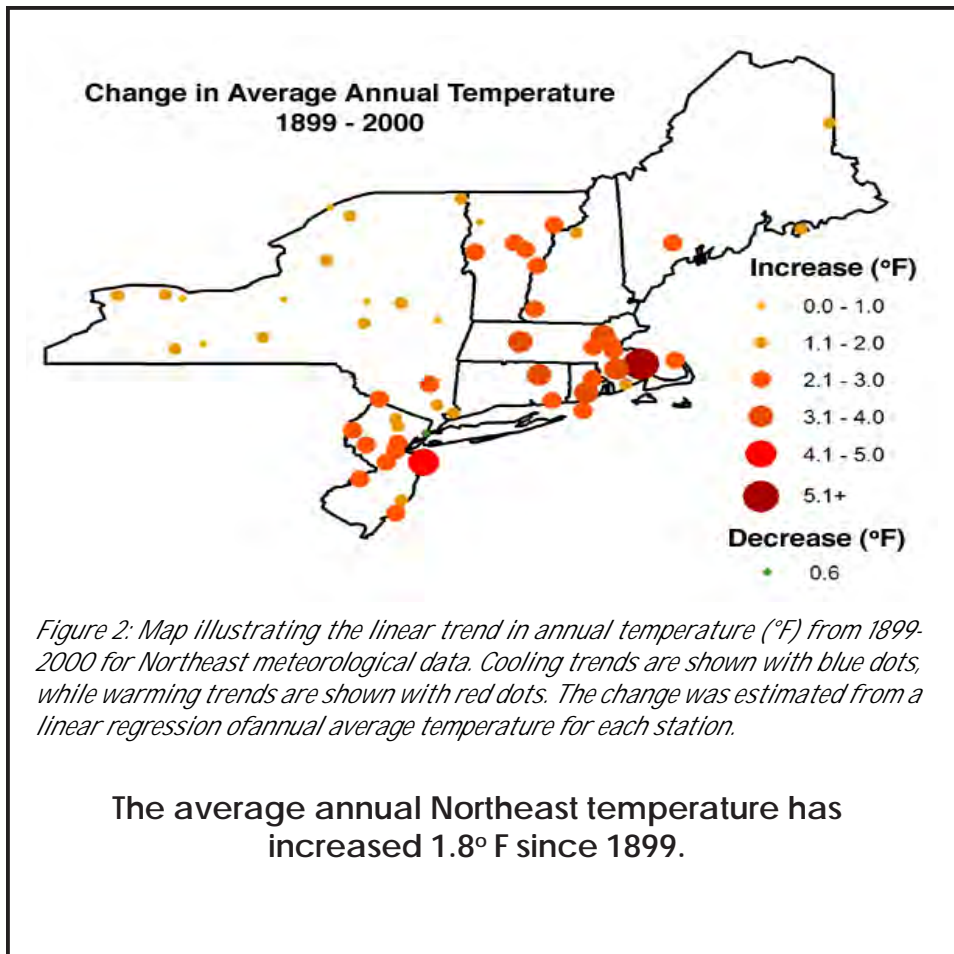 Change in Average Annual Temperature
1899 - 2000
Increase (°F)
0.0 - 1.0
1.1 - 2.0
2.1 - 3.0
3.1 - 4.0
4.1 - 5.0
5.1+
Decrease (°F)
0.6
Figure 2: Map illustrating the linear trend in annual temperature (°F) from 1899-
2000 for Northeast meteorological data. Cooling trends are shown with blue dots,
while warming trends are shown with red dots. The change was estimated from a
linear regression ofannual average temperature for each station.
The average annual Northeast temperature has
increased 1.8° F since 1899.